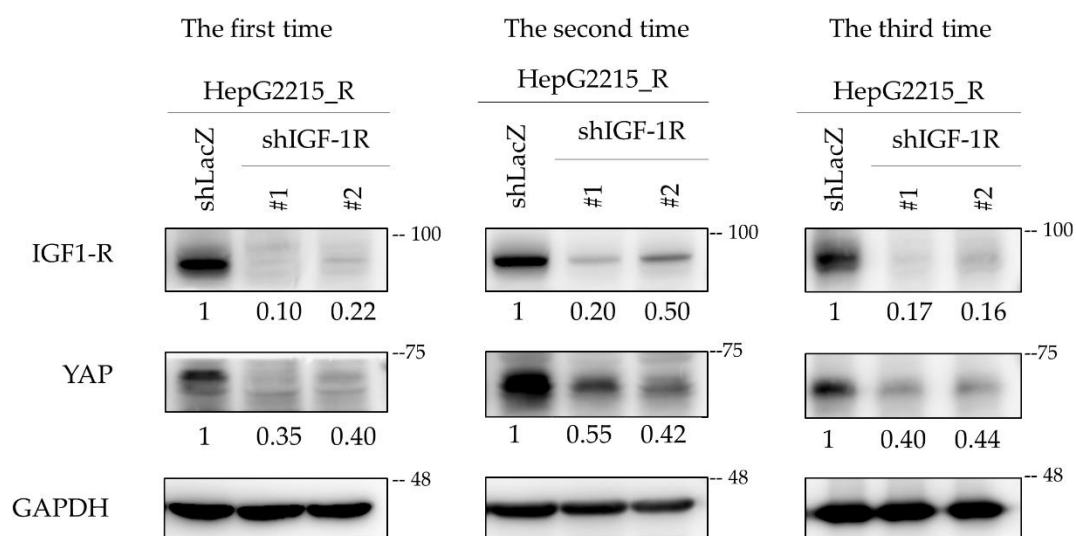 The first time The second time The third time
HepG2215_R HepG2215_R HepG2215_R
shLacZ shIGF-1R shLacZ shIGF-1R shLacZ shIGF-1R
#1 #2 #1 #2 #1 #2
IGF1-R -- 100 -- 100 -- 100
1 0.10 0.22 1 0.20 0.50 1 0.17 0.16
YAP --75 --75 --75
1 0.35 0.40 1 0.55 0.42 1 0.40 0.44
GAPDH -- 48 -- 48 -- 48